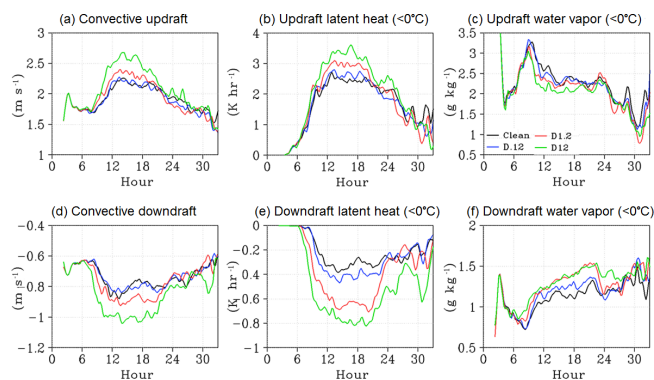 (a) Convective updraft
(b) Updraft latent heat (<0°C)
(c) Updraft water vapor (<0°C)
(m s⁻¹)
3
2.5
2
1.5
1
0 6 12 18 24 30
Hour
(K hr⁻¹)
4
3
2
1
0
0 6 12 18 24 30
Hour
(g kg⁻¹)
3.5
3
2.5
2
1.5
1
0.5
Clean D1.2
D.12 D12
0 6 12 18 24 30
Hour
(d) Convective downdraft
(e) Downdraft latent heat (<0°C)
(f) Downdraft water vapor (<0°C)
(m s⁻¹)
−0.4
−0.6
−0.8
−1
−1.2
0 6 12 18 24 30
Hour
(K hr⁻¹)
0
−0.2
−0.4
−0.6
−0.8
−1
0 6 12 18 24 30
Hour
(g kg⁻¹)
2
1.5
1
0.5
0 6 12 18 24 30
Hour